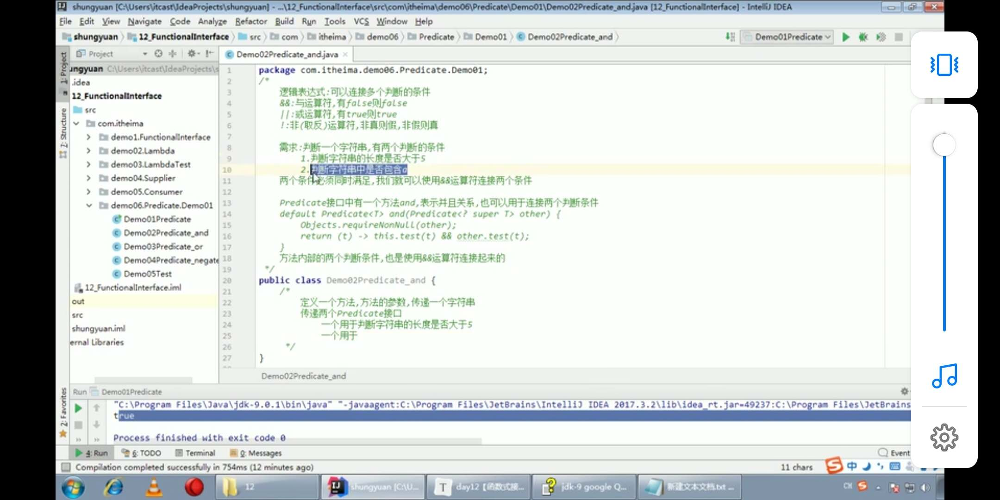 shungyuan [C:\Users\itcast\IdeaProjects\shungyuan] - ...\12_FunctionalInterface\src\com\itheima\demo06\Predicate\Demo01\Demo02Predicate_and.java [12_FunctionalInterface] - IntelliJ IDEA
File Edit View Navigate Code Analyze Refactor Build Run Tools VCS Window Help
shungyuan 12_FunctionalInterface src com itheima demo06 Predicate Demo01 Demo02Predicate_and Demo01Predicate
Project
Demo02Predicate_and.java
1: Project
ungyuan C:\Users\itcast\IdeaProjects\s
.idea
12_FunctionalInterface
src
com.itheima
demo1.FunctionalInterface
demo02.Lambda
demo03.LambdaTest
demo04.Supplier
demo05.Consumer
demo06.Predicate.Demo01
Demo01Predicate
Demo02Predicate_and
Demo03Predicate_or
Demo04Predicate_negate
Demo05Test
12_FunctionalInterface.iml
out
src
shungyuan.iml
ernal Libraries
Structure
2: Favorites
1 package com.itheima.demo06.Predicate.Demo01;
2 /*
3 逻辑表达式:可以连接多个判断的条件
4 &&:与运算符,有false则false
5 ||:或运算符,有true则true
6 !:非(取反)运算符,非真则假,非假则真
7
8 需求:判断一个字符串,有两个判断的条件
9 1.判断字符串的长度是否大于5
10 2.判断字符串中是否包含a
11 两个条件必须同时满足,我们就可以使用&&运算符连接两个条件
12
13 Predicate接口中有一个方法and,表示并且关系,也可以用于连接两个判断条件
14 default Predicate<T> and(Predicate<? super T> other) {
15 Objects.requireNonNull(other);
16 return (t) -> this.test(t) && other.test(t);
17 }
18 方法内部的两个判断条件,也是使用&&运算符连接起来的
19 */
20 public class Demo02Predicate_and {
21 /*
22 定义一个方法,方法的参数,传递一个字符串
23 传递两个Predicate接口
24 一个用于判断字符串的长度是否大于5
25 一个用于
26 */
27 }
Demo02Predicate_and
Run Demo01Predicate
"C:\Program Files\Java\jdk-9.0.1\bin\java" "-javaagent:C:\Program Files\JetBrains\IntelliJ IDEA 2017.3.2\lib\idea_rt.jar=49237:C:\Program Files\JetBrains
true
Process finished with exit code 0
4: Run 6: TODO Terminal 0: Messages Event
Compilation completed successfully in 754ms (12 minutes ago) 11 chars 中
12 shungyuan [C:\U... day12【函数式接... jdk-9 google Q... 新建文本文档.txt ... CH